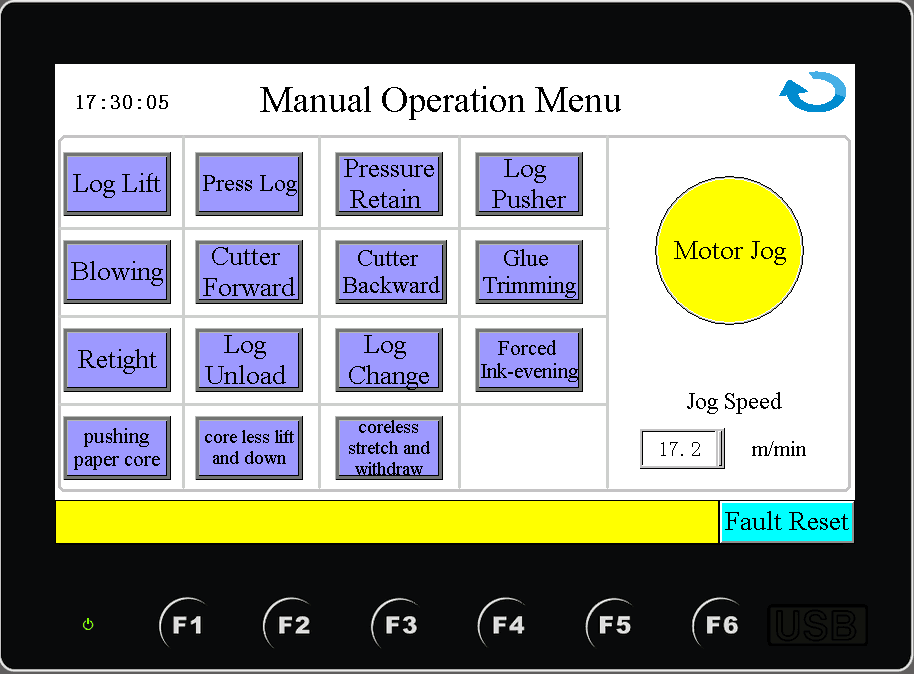 17:30:05
Manual Operation Menu
Log Lift
Press Log
Pressure
Retain
Log
Pusher
Blowing
Cutter
Forward
Cutter
Backward
Glue
Trimming
Retight
Log
Unload
Log
Change
Forced
Ink-evening
pushing
paper core
core less lift
and down
coreless
stretch and
withdraw
Motor Jog
Jog Speed
17.2 m/min
Fault Reset
F1 F2 F3 F4 F5 F6 USB